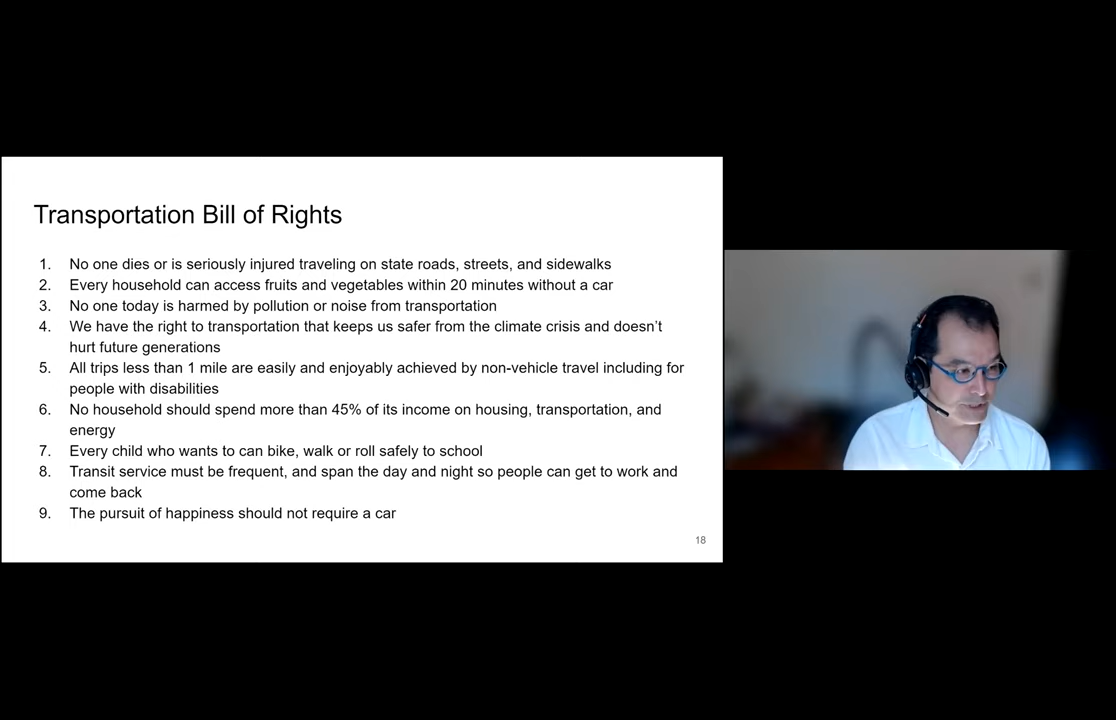 Transportation Bill of Rights
1. No one dies or is seriously injured traveling on state roads, streets, and sidewalks
2. Every household can access fruits and vegetables within 20 minutes without a car
3. No one today is harmed by pollution or noise from transportation
4. We have the right to transportation that keeps us safer from the climate crisis and doesn't
hurt future generations
5. All trips less than 1 mile are easily and enjoyably achieved by non-vehicle travel including for
people with disabilities
6. No household should spend more than 45% of its income on housing, transportation, and
energy
7. Every child who wants to can bike, walk or roll safely to school
8. Transit service must be frequent, and span the day and night so people can get to work and
come back
9. The pursuit of happiness should not require a car
18